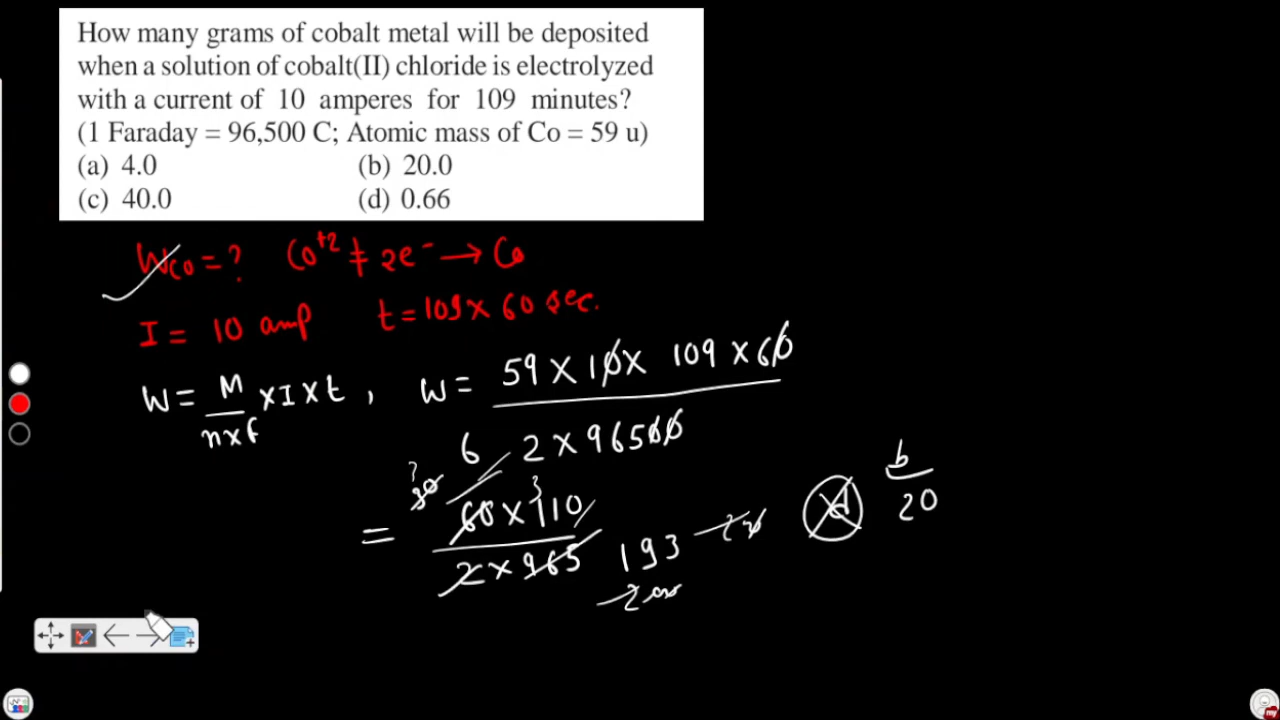 How many grams of cobalt metal will be deposited
when a solution of cobalt(II) chloride is electrolyzed
with a current of 10 amperes for 109 minutes?
(1 Faraday = 96,500 C; Atomic mass of Co = 59 u)
(a) 4.0 (b) 20.0
(c) 40.0 (d) 0.66
Wco = ? Co+2 + 2e- → Co
I = 10 amp t = 109 x 60 sec.
W = M/(n x F) x I x t , W = (59 x 10 x 109 x 60)/(2 x 96500)
6
= (60 x 110)/(2 x 965) 193
b
20